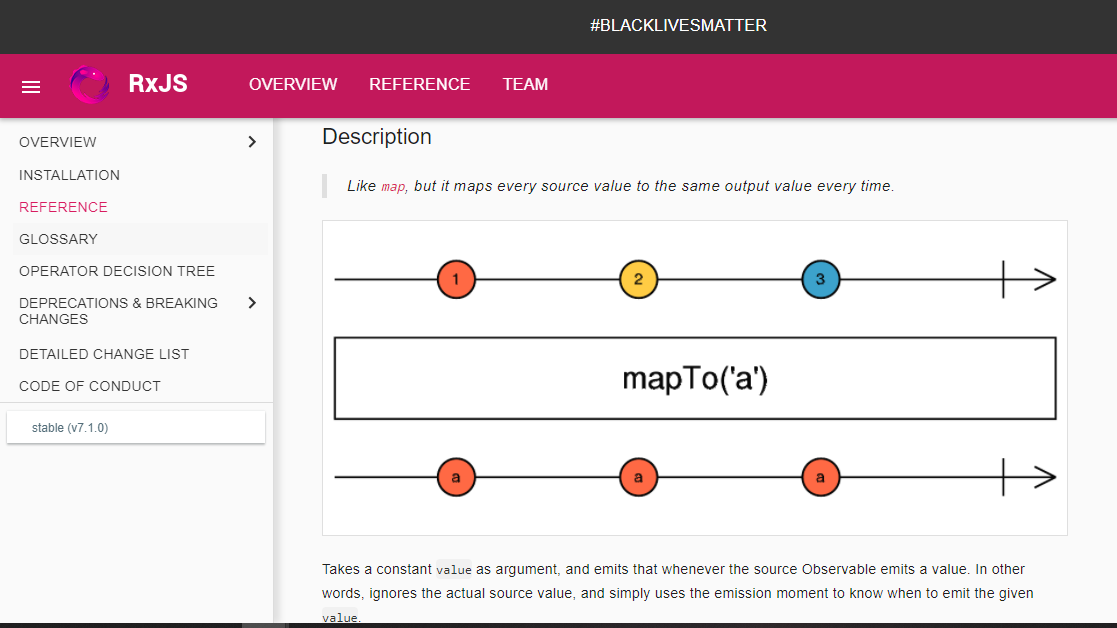 #BLACKLIVESMATTER
RxJS
OVERVIEW
REFERENCE
TEAM
OVERVIEW
INSTALLATION
REFERENCE
GLOSSARY
OPERATOR DECISION TREE
DEPRECATIONS & BREAKING
CHANGES
DETAILED CHANGE LIST
CODE OF CONDUCT
stable (v7.1.0)
Description
Like map, but it maps every source value to the same output value every time.
1 2 3
mapTo('a')
a a a
Takes a constant value as argument, and emits that whenever the source Observable emits a value. In other
words, ignores the actual source value, and simply uses the emission moment to know when to emit the given
value.